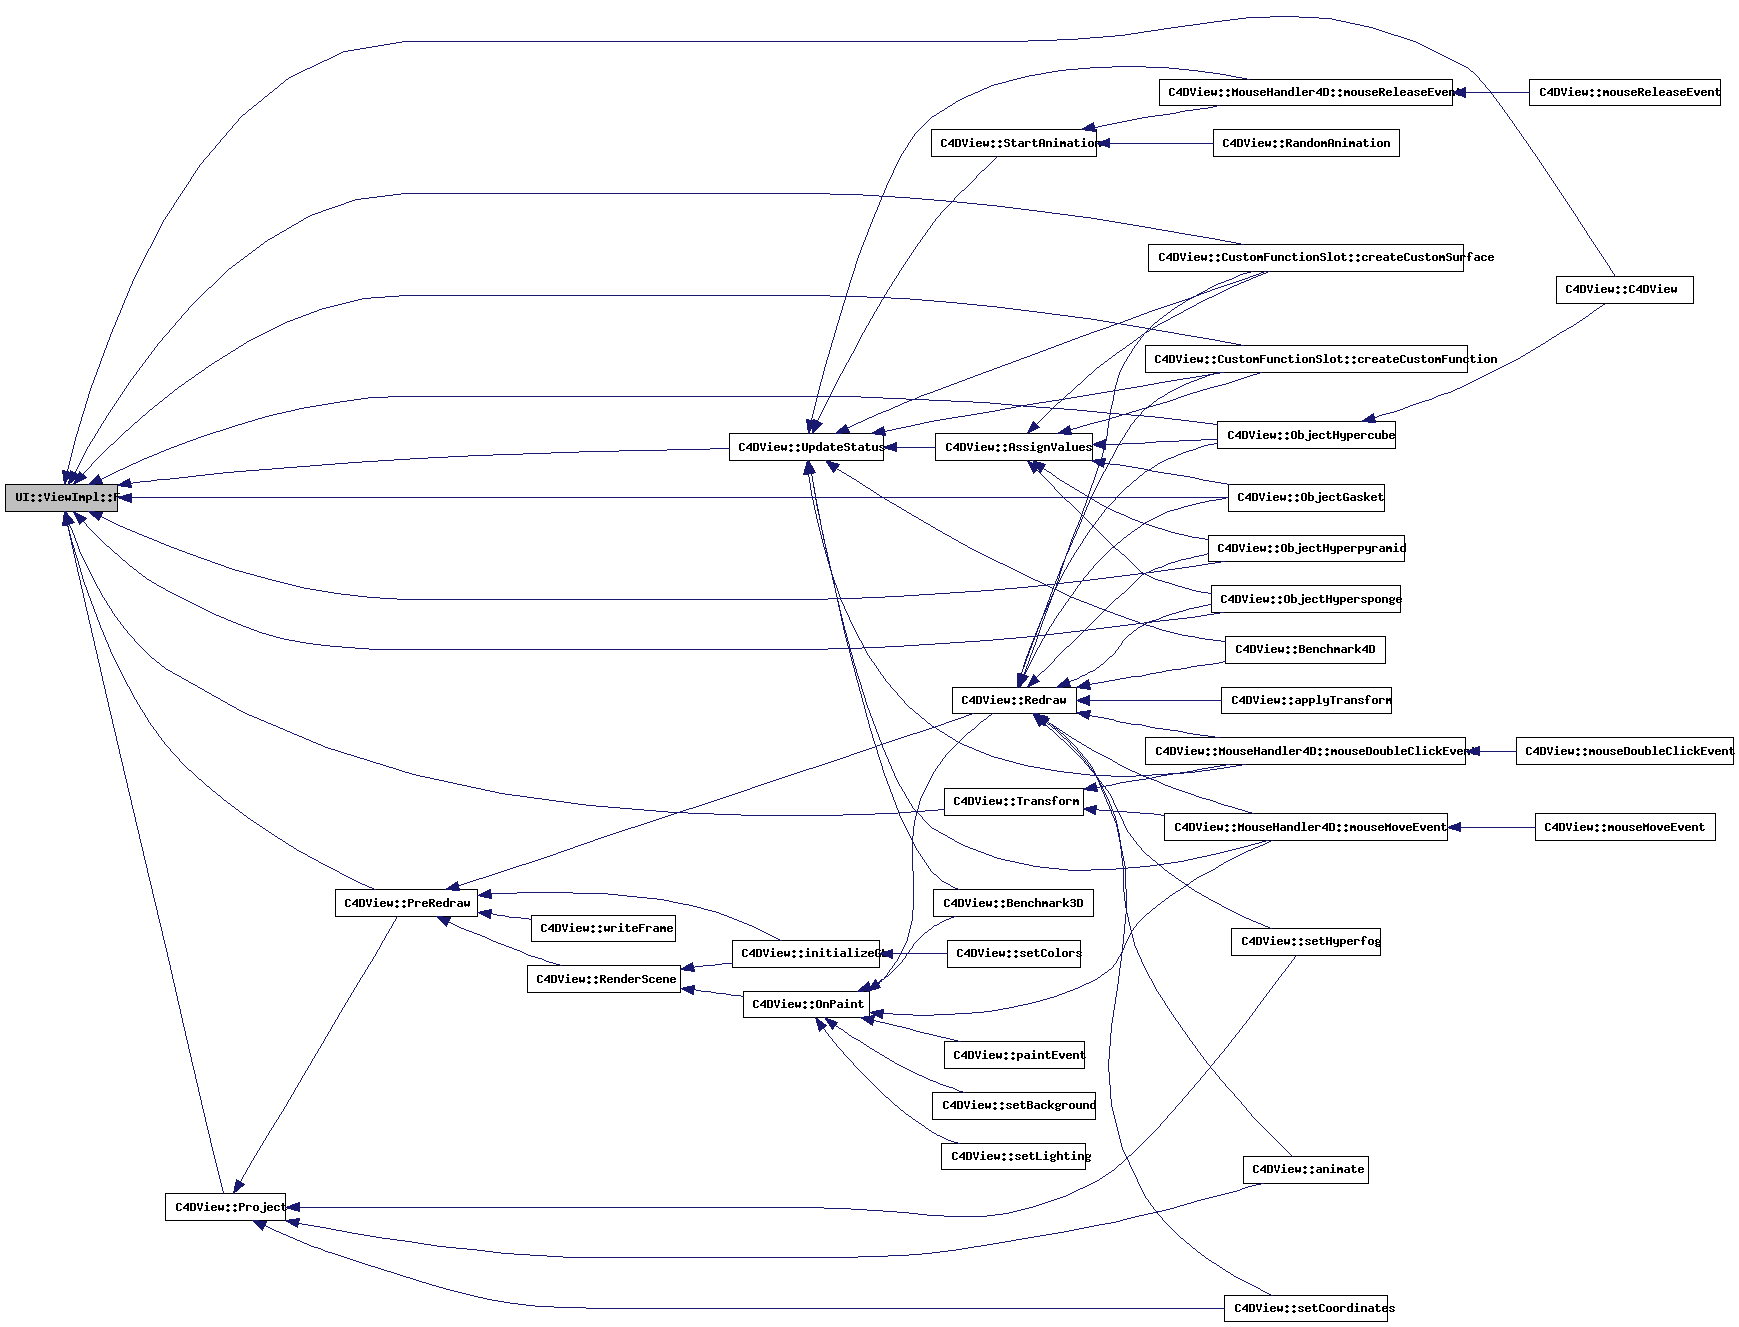 C4DView::MouseHandler4D::mouseReleaseEven
C4DView::mouseReleaseEvent
C4DView::StartAnimation
C4DView::RandomAnimation
C4DView::CustomFunctionSlot::createCustomSurface
C4DView::C4DView
C4DView::CustomFunctionSlot::createCustomFunction
C4DView::ObjectHypercube
C4DView::UpdateStatus
C4DView::AssignValues
UI::ViewImpl::F
C4DView::ObjectGasket
C4DView::ObjectHyperpyramid
C4DView::ObjectHypersponge
C4DView::Benchmark4D
C4DView::Redraw
C4DView::applyTransform
C4DView::MouseHandler4D::mouseDoubleClickEven
C4DView::mouseDoubleClickEvent
C4DView::Transform
C4DView::MouseHandler4D::mouseMoveEvent
C4DView::mouseMoveEvent
C4DView::PreRedraw
C4DView::Benchmark3D
C4DView::writeFrame
C4DView::setHyperfog
C4DView::initializeG
C4DView::setColors
C4DView::RenderScene
C4DView::OnPaint
C4DView::paintEvent
C4DView::setBackground
C4DView::setLighting
C4DView::animate
C4DView::Project
C4DView::setCoordinates